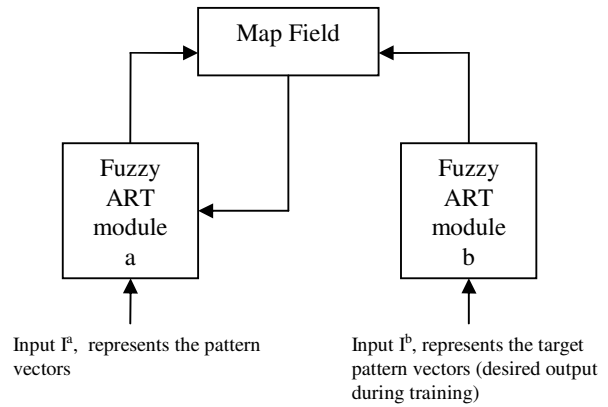 Map Field
Fuzzy
ART
module
a
Fuzzy
ART
module
b
Input Iᵃ, represents the pattern
vectors
Input Iᵇ, represents the target
pattern vectors (desired output
during training)